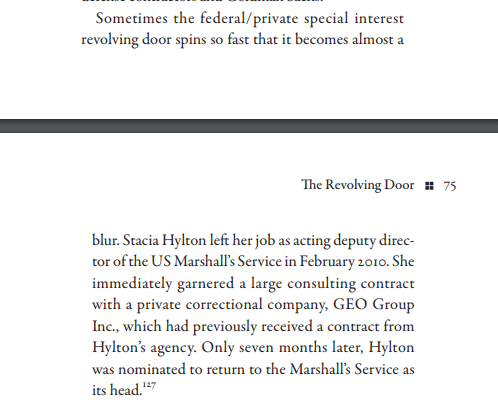 Sometimes the federal/private special interest
revolving door spins so fast that it becomes almost a
The Revolving Door 75
blur. Stacia Hylton left her job as acting deputy direc-
tor of the US Marshall’s Service in February 2010. She
immediately garnered a large consulting contract
with a private correctional company, GEO Group
Inc., which had previously received a contract from
Hylton’s agency. Only seven months later, Hylton
was nominated to return to the Marshall’s Service as
its head.127